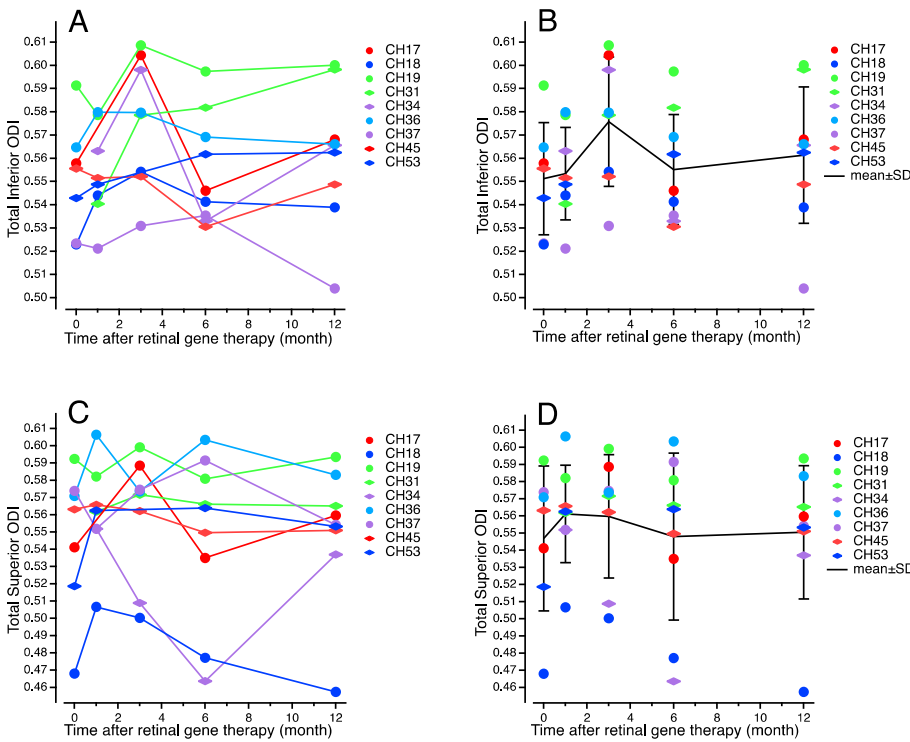 A
0.61
0.60
0.59
0.58
0.57
0.56
0.55
0.54
0.53
0.52
0.51
0.50
Total Inferior ODI
0 2 4 6 8 10 12
Time after retinal gene therapy (month)
CH17
CH18
CH19
CH31
CH34
CH36
CH37
CH45
CH53
B
0.61
0.60
0.59
0.58
0.57
0.56
0.55
0.54
0.53
0.52
0.51
0.50
Total Inferior ODI
0 2 4 6 8 10 12
Time after retinal gene therapy (month)
CH17
CH18
CH19
CH31
CH34
CH36
CH37
CH45
CH53
mean±SD
C
0.61
0.60
0.59
0.58
0.57
0.56
0.55
0.54
0.53
0.52
0.51
0.50
0.49
0.48
0.47
0.46
Total Superior ODI
0 2 4 6 8 10 12
Time after retinal gene therapy (month)
CH17
CH18
CH19
CH31
CH34
CH36
CH37
CH45
CH53
D
0.61
0.60
0.59
0.58
0.57
0.56
0.55
0.54
0.53
0.52
0.51
0.50
0.49
0.48
0.47
0.46
Total Superior ODI
0 2 4 6 8 10 12
Time after retinal gene therapy (month)
CH17
CH18
CH19
CH31
CH34
CH36
CH37
CH45
CH53
mean±SD